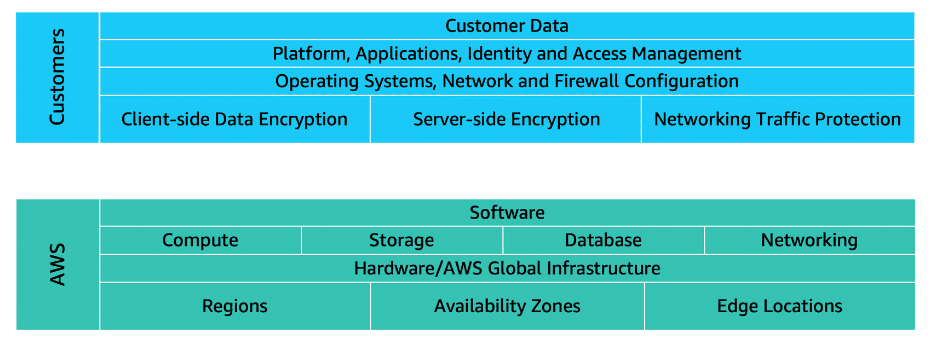 Customers
Customer Data
Platform, Applications, Identity and Access Management
Operating Systems, Network and Firewall Configuration
Client-side Data Encryption
Server-side Encryption
Networking Traffic Protection
AWS
Software
Compute
Storage
Database
Networking
Hardware/AWS Global Infrastructure
Regions
Availability Zones
Edge Locations